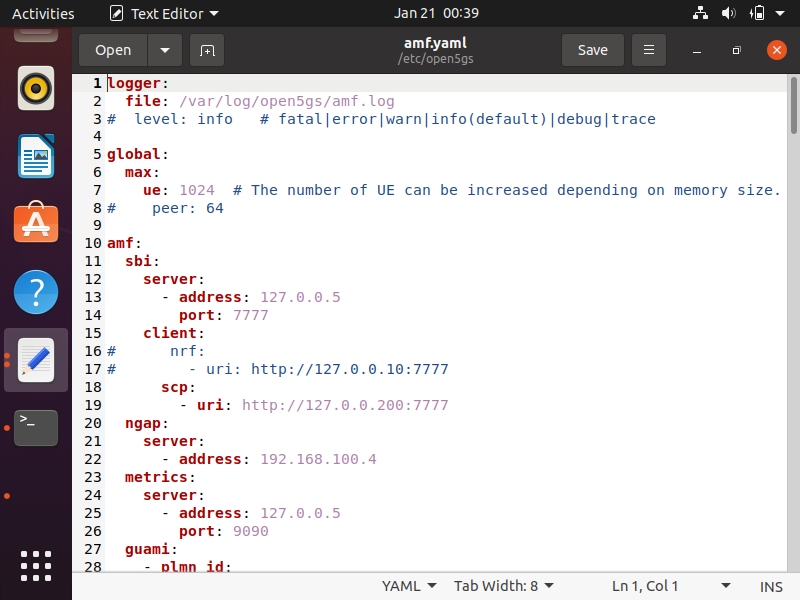 Activities Text Editor Jan 21 00:39
Open amf.yaml Save
/etc/open5gs
1 logger:
2   file: /var/log/open5gs/amf.log
3 #  level: info   # fatal|error|warn|info(default)|debug|trace
4
5 global:
6   max:
7     ue: 1024  # The number of UE can be increased depending on memory size.
8 #    peer: 64
9
10 amf:
11   sbi:
12     server:
13       - address: 127.0.0.5
14         port: 7777
15     client:
16 #      nrf:
17 #        - uri: http://127.0.0.10:7777
18       scp:
19         - uri: http://127.0.0.200:7777
20   ngap:
21     server:
22       - address: 192.168.100.4
23   metrics:
24     server:
25       - address: 127.0.0.5
26         port: 9090
27   guami:
28     - plmn_id:
YAML Tab Width: 8 Ln 1, Col 1 INS